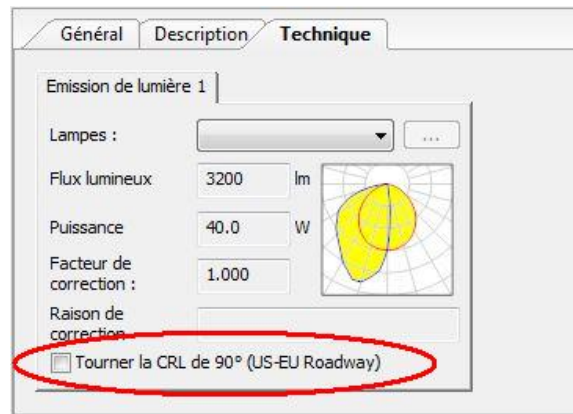 Général Description Technique
Emission de lumière 1
Lampes : ...
Flux lumineux 3200 lm
Puissance 40.0 W
Facteur de
correction : 1.000
Raison de
correction
Tourner la CRL de 90° (US-EU Roadway)